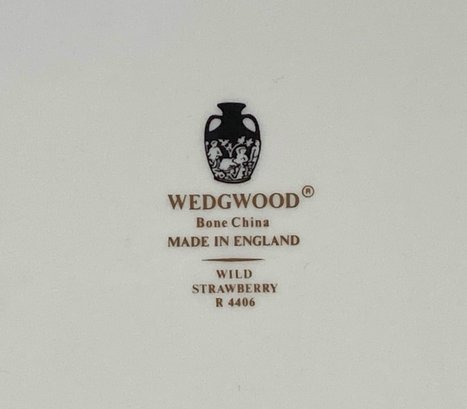 WEDGWOOD®
Bone China
MADE IN ENGLAND
WILD
STRAWBERRY
R 4406